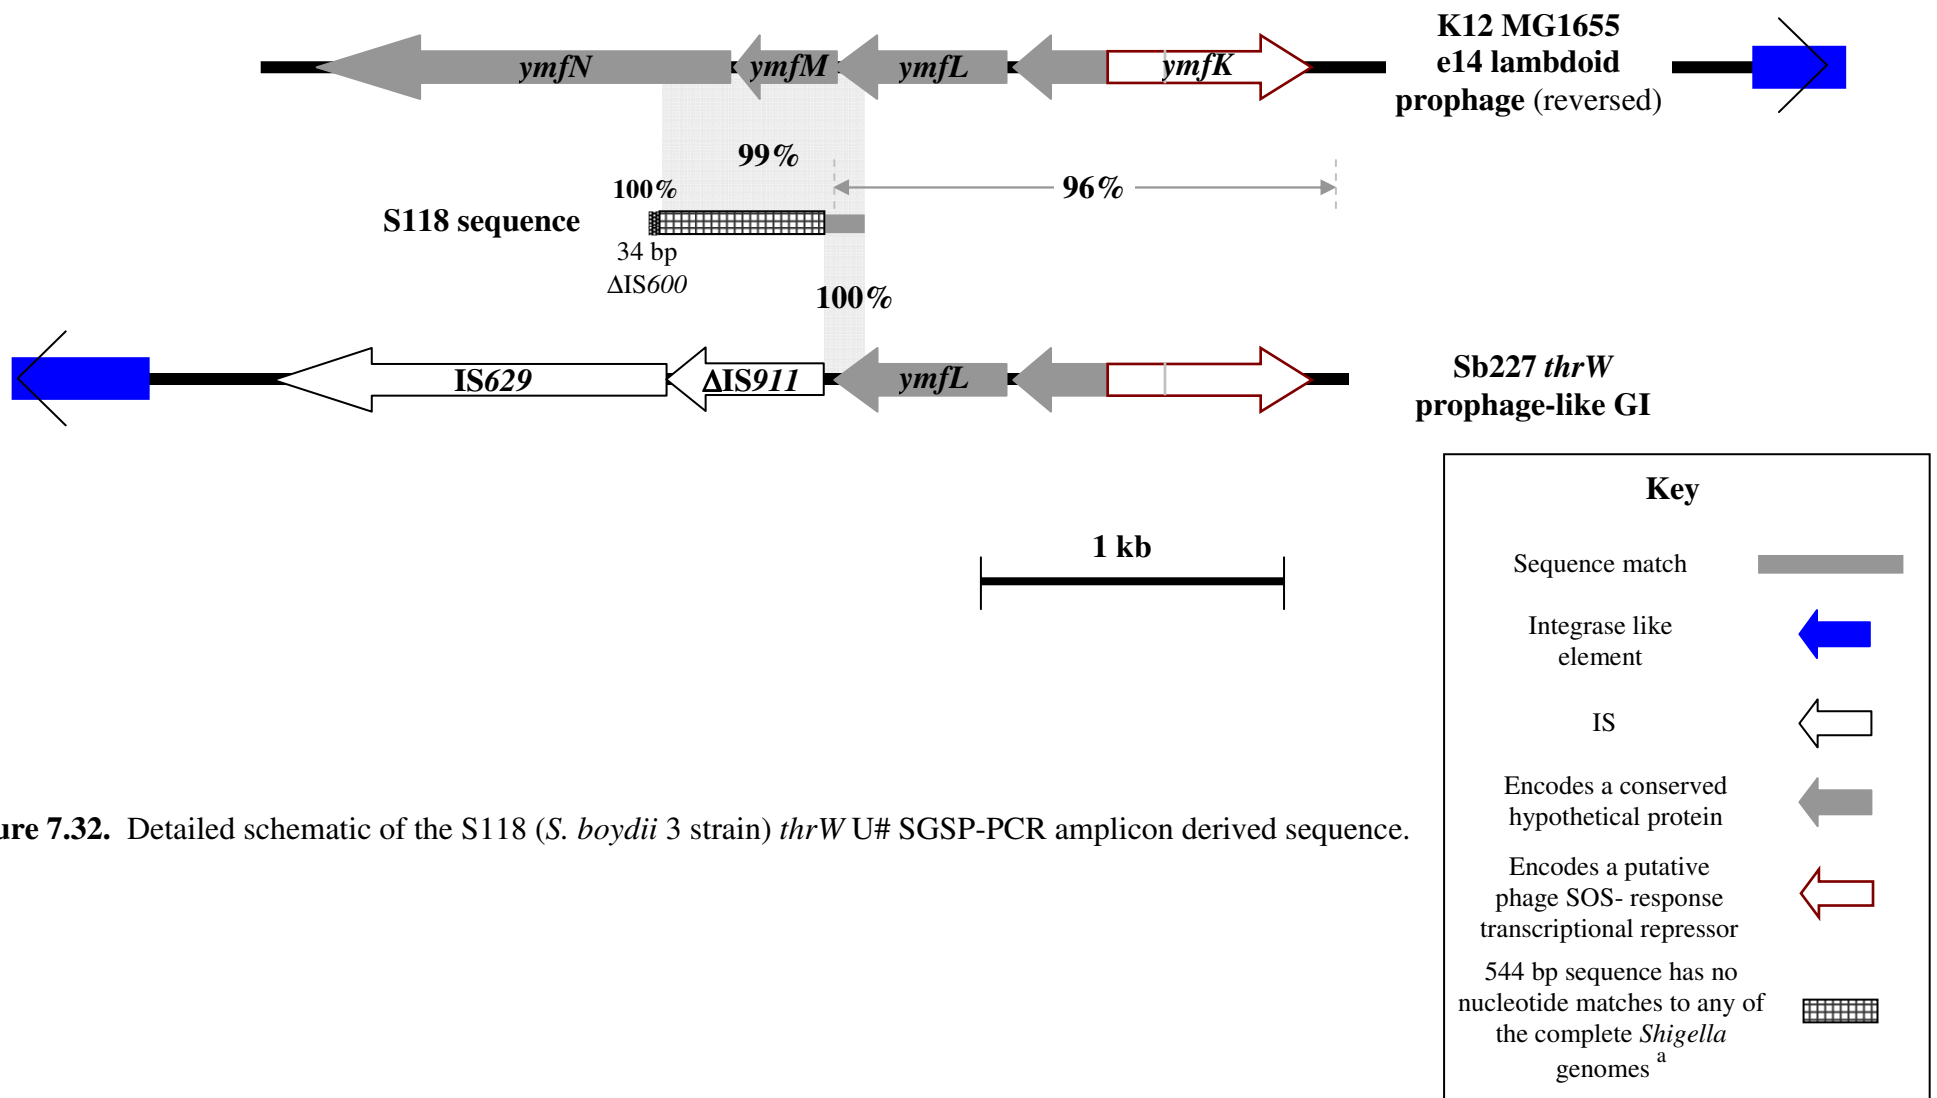 K12 MG1655
e14 lambdoid
prophage (reversed)
ymfN
ymfM
ymfL
ymfK
99%
100%
96%
S118 sequence
34 bp
ΔIS600
100%
IS629
ΔIS911
ymfL
Sb227 thrW
prophage-like GI
1 kb
Key
Sequence match
Integrase like
element
IS
Encodes a conserved
hypothetical protein
Encodes a putative
phage SOS- response
transcriptional repressor
544 bp sequence has no
nucleotide matches to any of
the complete Shigella
genomes a
ure 7.32. Detailed schematic of the S118 (S. boydii 3 strain) thrW U# SGSP-PCR amplicon derived sequence.